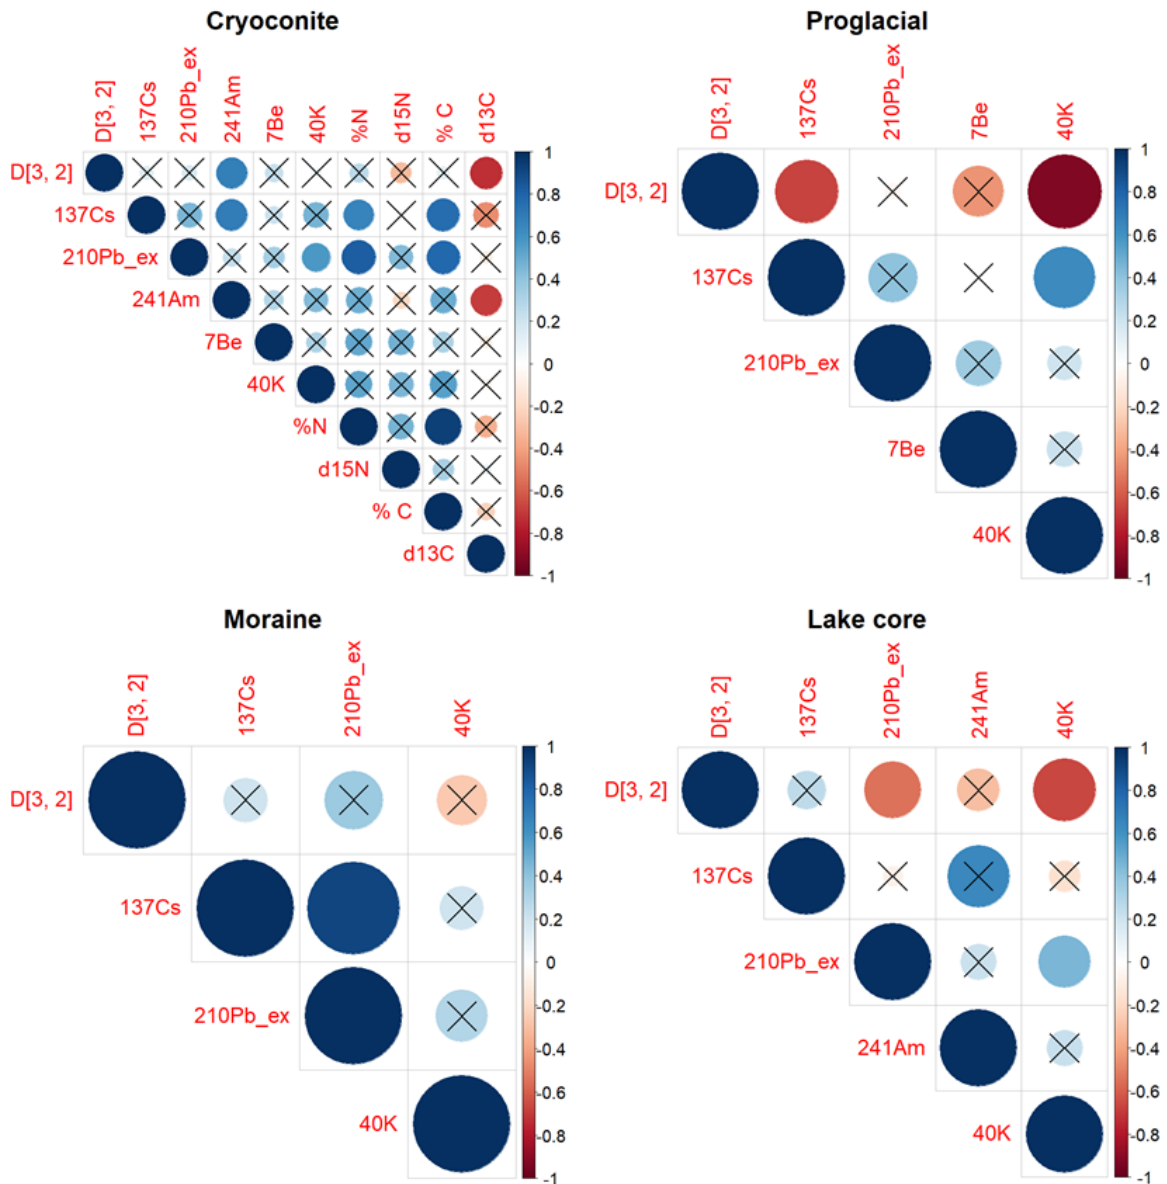 Cryoconite
D[3, 2] 137Cs 210Pb_ex 241Am 7Be 40K %N d15N % C d13C
D[3, 2]
137Cs
210Pb_ex
241Am
7Be
40K
%N
d15N
% C
d13C
1
0.8
0.6
0.4
0.2
0
-0.2
-0.4
-0.6
-0.8
-1
Proglacial
D[3, 2] 137Cs 210Pb_ex 7Be 40K
D[3, 2]
137Cs
210Pb_ex
7Be
40K
1
0.8
0.6
0.4
0.2
0
-0.2
-0.4
-0.6
-0.8
-1
Moraine
D[3, 2] 137Cs 210Pb_ex 40K
D[3, 2]
137Cs
210Pb_ex
40K
1
0.8
0.6
0.4
0.2
0
-0.2
-0.4
-0.6
-0.8
-1
Lake core
D[3, 2] 137Cs 210Pb_ex 241Am 40K
D[3, 2]
137Cs
210Pb_ex
241Am
40K
1
0.8
0.6
0.4
0.2
0
-0.2
-0.4
-0.6
-0.8
-1